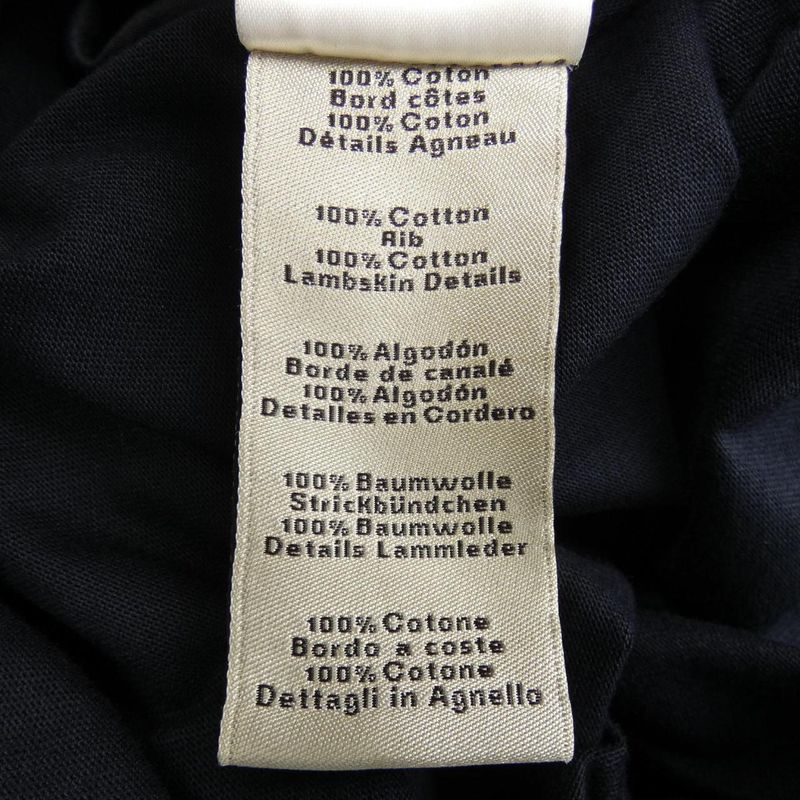 100% Coton
Bord côtes
100% Coton
Détails Agneau
100% Cotton
Rib
100% Cotton
Lambskin Details
100% Algodón
Borde de canalé
100% Algodón
Detalles en Cordero
100% Baumwolle
Strickbündchen
100% Baumwolle
Details Lammleder
100% Cotone
Bordo a coste
100% Cotone
Dettagli in Agnello